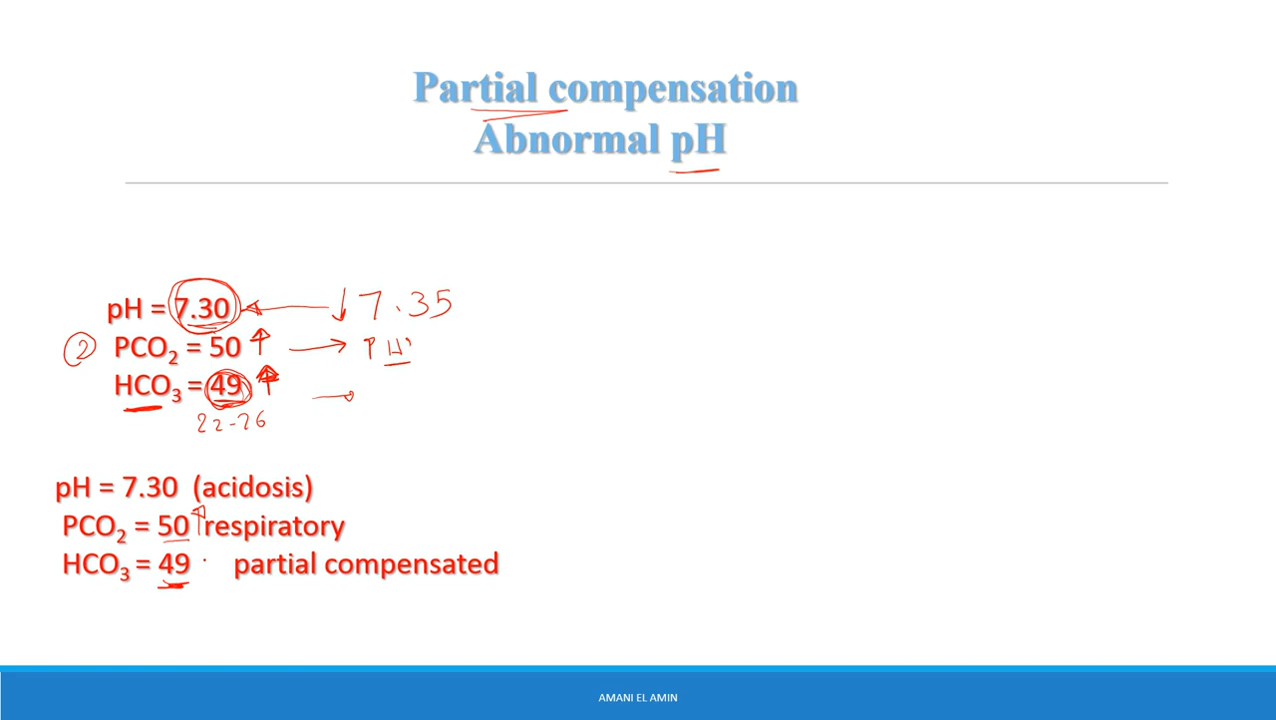 Partial compensation
Abnormal pH
pH = 7.30 ↓ 7.35
② PCO₂ = 50 ↑ → PH
HCO₃ = 49 ↑ →
22-26
pH = 7.30 (acidosis)
PCO₂ = 50 ↑ respiratory
HCO₃ = 49 partial compensated
AMANI EL AMIN